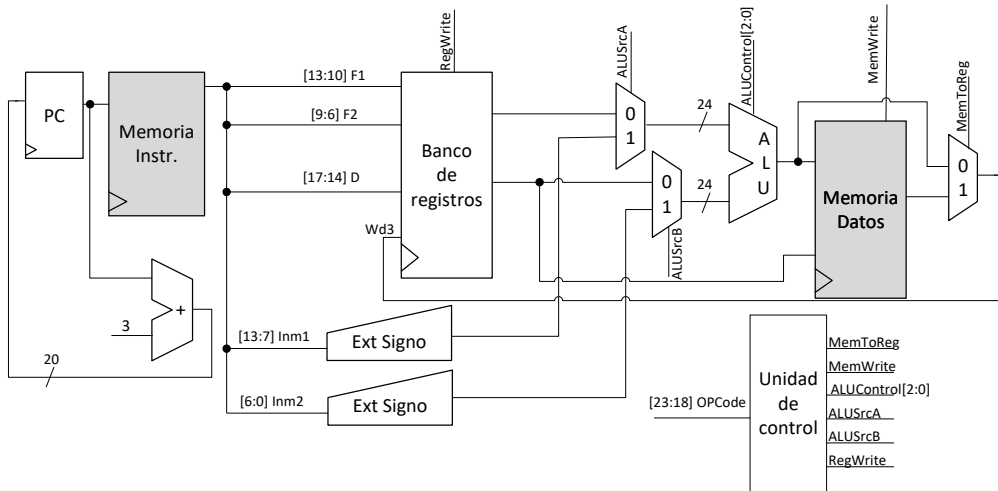 RegWrite
ALUSrcA
ALUControl[2:0]
MemWrite
MemToReg
PC
Memoria
Instr.
[13:10] F1
[9:6] F2
[17:14] D
Wd3
Banco
de
registros
0
1
0
1
ALUSrcB
24
24
A
L
U
Memoria
Datos
0
1
+
3
20
[13:7] Inm1
Ext Signo
[6:0] Inm2
Ext Signo
[23:18] OPCode
Unidad
de
control
MemToReg
MemWrite
ALUControl[2:0]
ALUSrcA
ALUSrcB
RegWrite